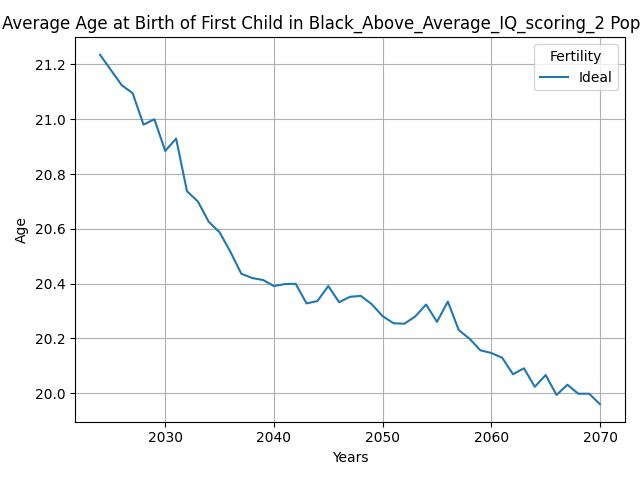 Average Age at Birth of First Child in Black_Above_Average_IQ_scoring_2 Pop
Fertility
Ideal
21.2
21.0
20.8
20.6
20.4
20.2
20.0
Age
2030 2040 2050 2060 2070
Years